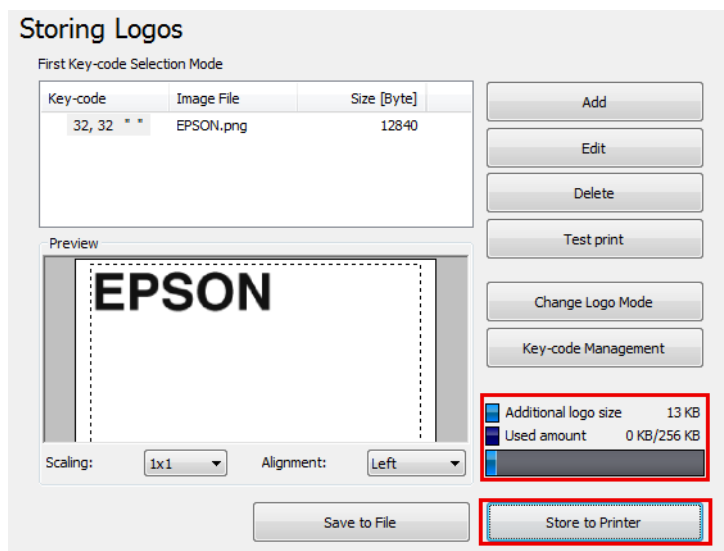 Storing Logos
First Key-code Selection Mode
Key-code Image File Size [Byte]
32, 32 " " EPSON.png 12840
Add
Edit
Delete
Test print
Preview
EPSON
Change Logo Mode
Key-code Management
Additional logo size 13 KB
Used amount 0 KB/256 KB
Scaling: 1x1 Alignment: Left
Save to File
Store to Printer